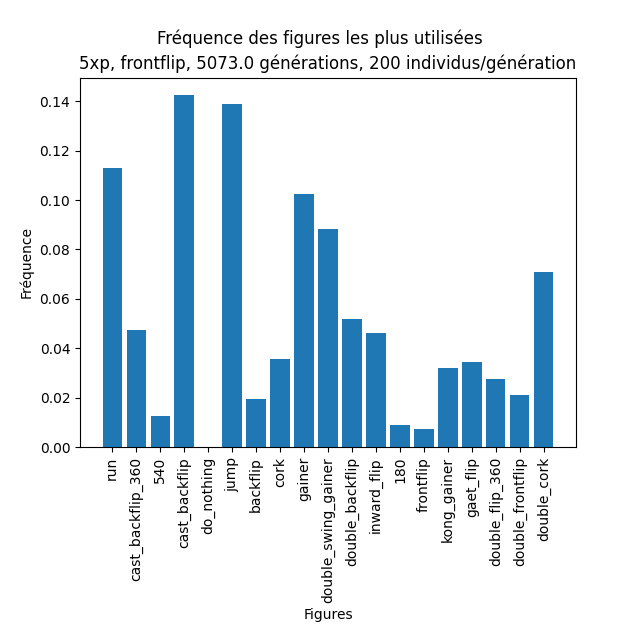 Fréquence des figures les plus utilisées
5xp, frontflip, 5073.0 générations, 200 individus/génération
0.14
0.12
0.10
0.08
0.06
0.04
0.02
0.00
Fréquence
run
cast_backflip_360
540
cast_backflip
do_nothing
jump
backflip
cork
gainer
double_swing_gainer
double_backflip
inward_flip
180
frontflip
kong_gainer
gaet_flip
double_flip_360
double_frontflip
double_cork
Figures